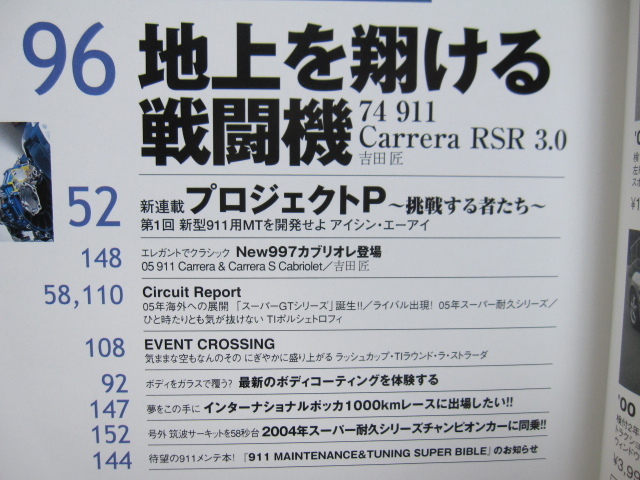 96 地上を翔ける
戦闘機 74 911
Carrera RSR 3.0
吉田 匠
52 新連載 プロジェクトP～挑戦する者たち～
第1回 新型911用MTを開発せよ アイシン・エーアイ
148 エレガントでクラシック New997カブリオレ登場
05 911 Carrera & Carrera S Cabriolet／吉田 匠
58,110 Circuit Report
05年海外への展開 「スーパーGTシリーズ」誕生!!／ライバル出現! 05年スーパー耐久シリーズ／
ひと時たりとも気が抜けない TIポルシェトロフィ
108 EVENT CROSSING
気ままな空もなんのその にぎやかに盛り上がる ラッシュカップ・TIラウンド・ラ・ストラーダ
92 ボディをガラスで覆う? 最新のボディコーティングを体験する
147 夢をこの手に インターナショナルポッカ1000kmレースに出場したい!!
152 号外 筑波サーキットを58秒台 2004年スーパー耐久シリーズチャンピオンカーに同乗!!
144 待望の911メンテ本! 『911 MAINTENANCE&TUNING SUPER BIBLE』のお知らせ
'00